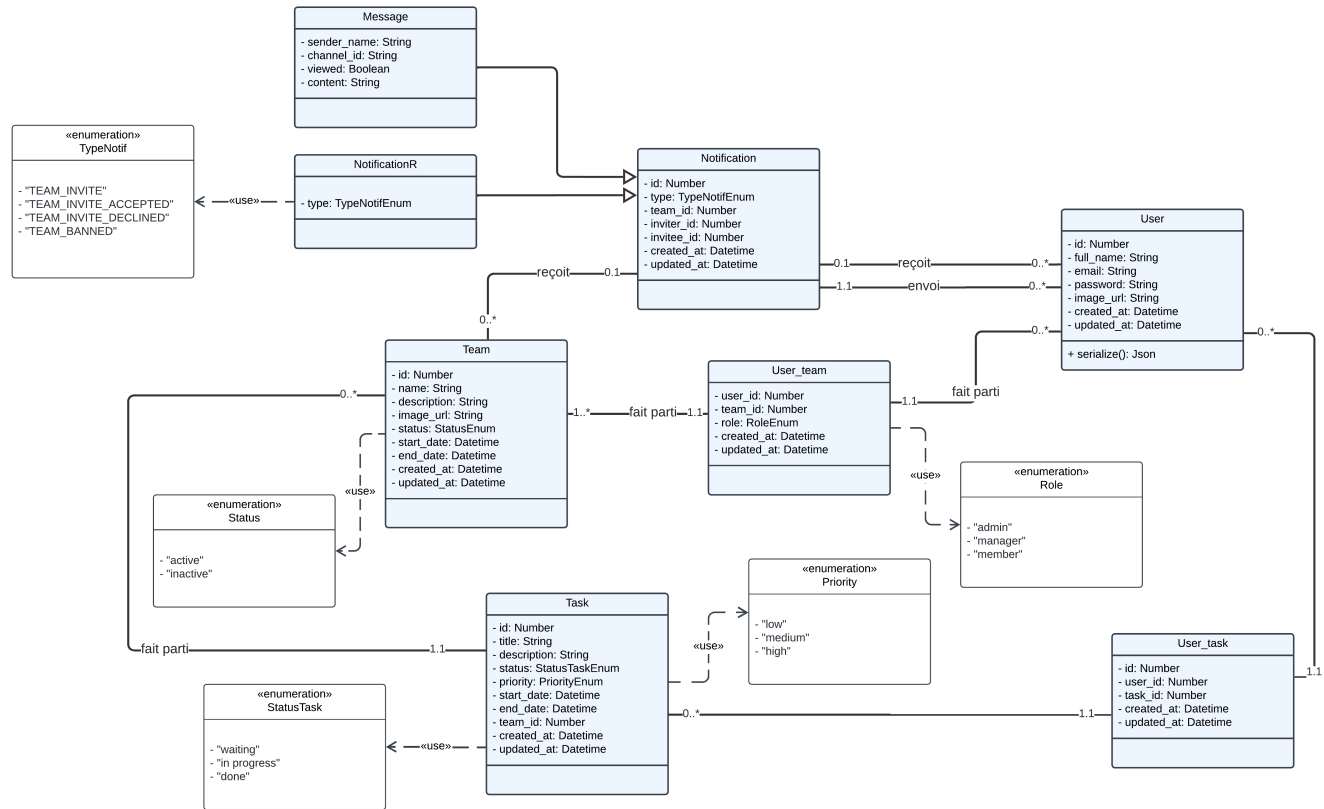 Message
- sender_name: String
- channel_id: String
- viewed: Boolean
- content: String
«enumeration»
TypeNotif
- "TEAM_INVITE"
- "TEAM_INVITE_ACCEPTED"
- "TEAM_INVITE_DECLINED"
- "TEAM_BANNED"
«use»
NotificationR
- type: TypeNotifEnum
Notification
- id: Number
- type: TypeNotifEnum
- team_id: Number
- inviter_id: Number
- invitee_id: Number
- created_at: Datetime
- updated_at: Datetime
User
- id: Number
- full_name: String
- email: String
- password: String
- image_url: String
- created_at: Datetime
- updated_at: Datetime
+ serialize(): Json
0.1 reçoit 0..*
1.1 envoi 0..*
reçoit 0.1
0..*
0..*
0..*
Team
- id: Number
- name: String
- description: String
- image_url: String
- status: StatusEnum
- start_date: Datetime
- end_date: Datetime
- created_at: Datetime
- updated_at: Datetime
0..*
1..* fait parti 1.1
User_team
- user_id: Number
- team_id: Number
- role: RoleEnum
- created_at: Datetime
- updated_at: Datetime
1.1 fait parti
«use»
«use»
«enumeration»
Role
- "admin"
- "manager"
- "member"
«enumeration»
Status
- "active"
- "inactive"
«enumeration»
Priority
- "low"
- "medium"
- "high"
«use»
Task
- id: Number
- title: String
- description: String
- status: StatusTaskEnum
- priority: PriorityEnum
- start_date: Datetime
- end_date: Datetime
- team_id: Number
- created_at: Datetime
- updated_at: Datetime
fait parti 1.1
User_task
- id: Number
- user_id: Number
- task_id: Number
- created_at: Datetime
- updated_at: Datetime
1.1
0..* 1.1
«enumeration»
StatusTask
- "waiting"
- "in progress"
- "done"
«use»